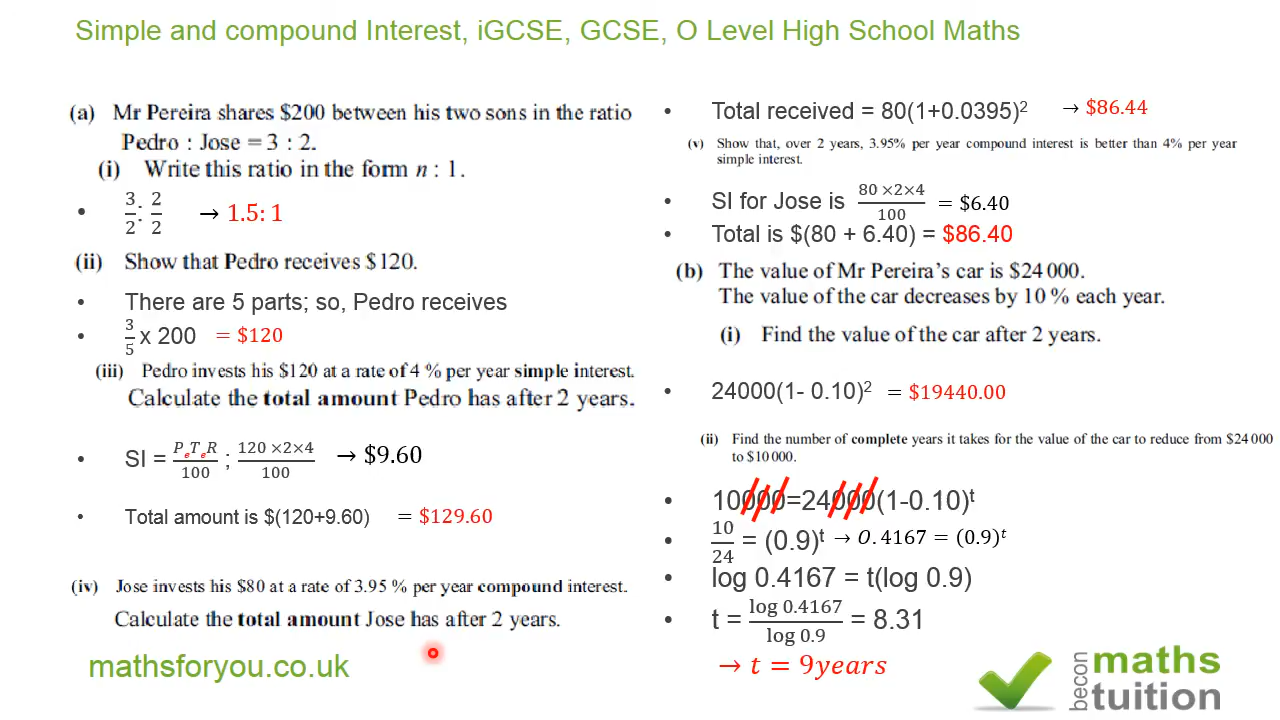 Simple and compound Interest, iGCSE, GCSE, O Level High School Maths
(a) Mr Pereira shares $200 between his two sons in the ratio
Pedro : Jose = 3 : 2.
(i) Write this ratio in the form n : 1.
• 3/2 : 2/2 → 1.5: 1
(ii) Show that Pedro receives $120.
• There are 5 parts; so, Pedro receives
• 3/5 x 200 = $120
(iii) Pedro invests his $120 at a rate of 4 % per year simple interest.
Calculate the total amount Pedro has after 2 years.
• SI = PₑTₑR/100 ; 120 ×2×4/100 → $9.60
• Total amount is $(120+9.60) = $129.60
(iv) Jose invests his $80 at a rate of 3.95 % per year compound interest.
Calculate the total amount Jose has after 2 years.
mathsforyou.co.uk
• Total received = 80(1+0.0395)² → $86.44
(v) Show that, over 2 years, 3.95% per year compound interest is better than 4% per year
simple interest.
• SI for Jose is 80 ×2×4/100 = $6.40
• Total is $(80 + 6.40) = $86.40
(b) The value of Mr Pereira's car is $24 000.
The value of the car decreases by 10 % each year.
(i) Find the value of the car after 2 years.
• 24000(1- 0.10)² = $19440.00
(ii) Find the number of complete years it takes for the value of the car to reduce from $24 000
to $10 000.
• 10000=24000(1-0.10)ᵗ
• 10/24 = (0.9)ᵗ → 0.4167 = (0.9)ᵗ
• log 0.4167 = t(log 0.9)
• t = log 0.4167/log 0.9 = 8.31
→ t = 9years
becon
maths
tuition